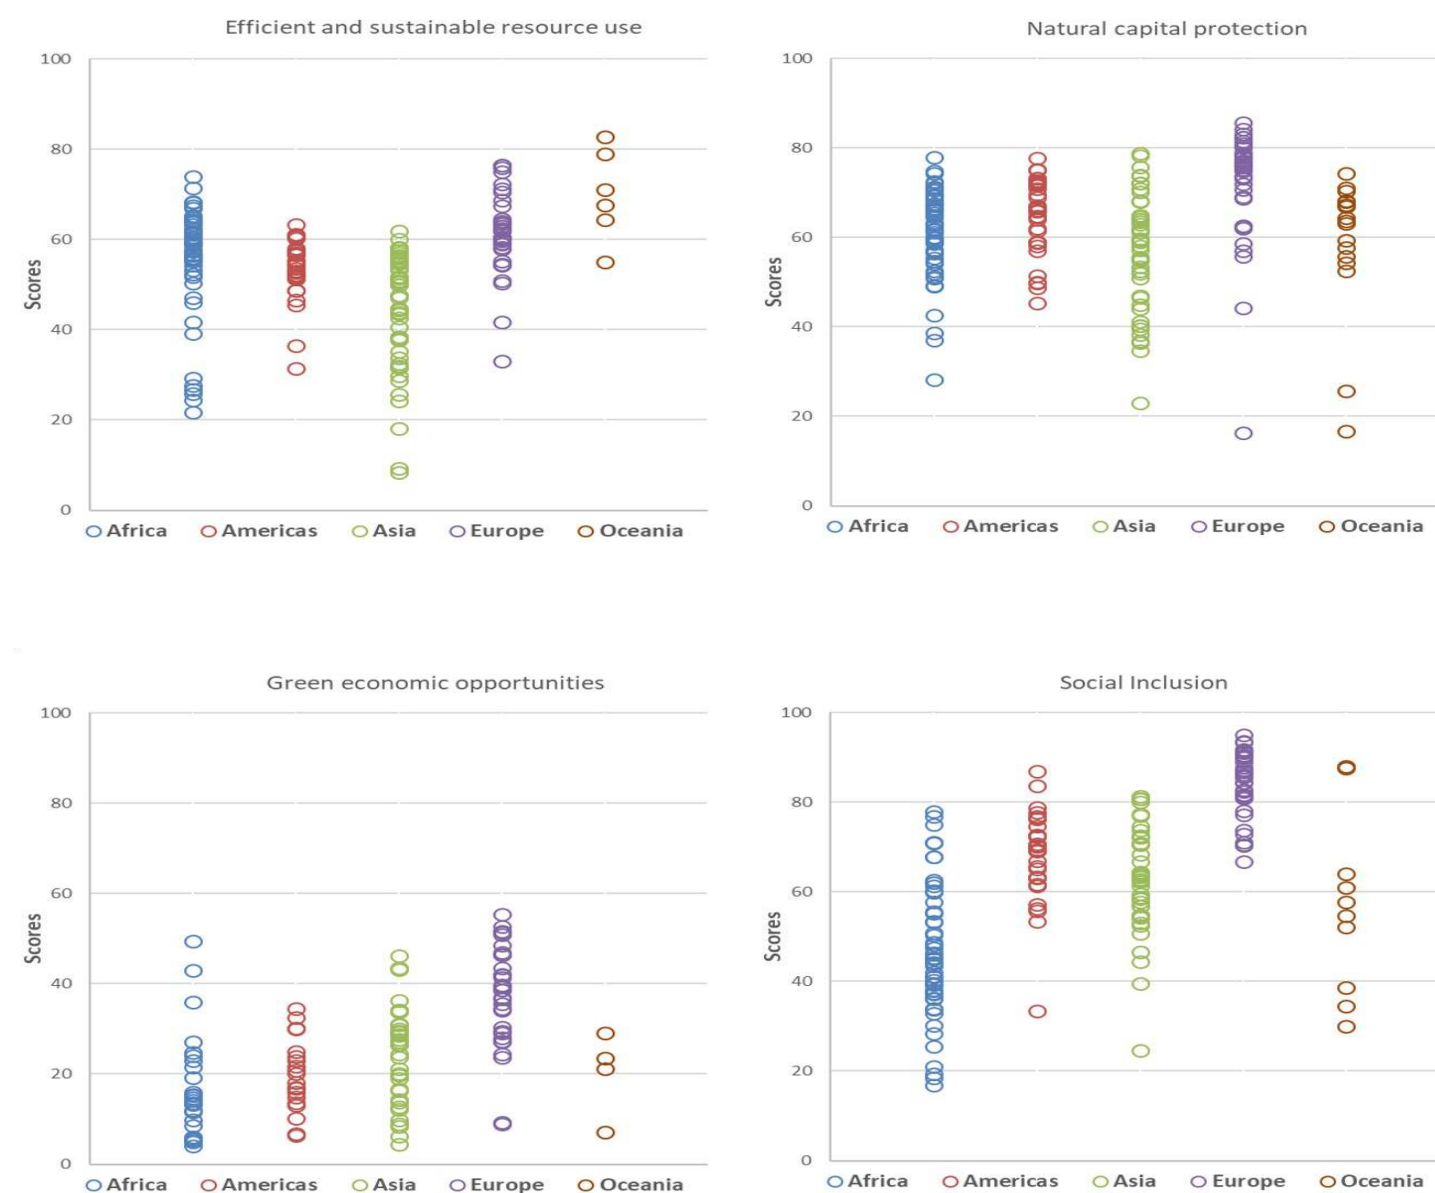 Efficient and sustainable resource use
100
80
60
40
20
0
Scores
Africa Americas Asia Europe Oceania
Natural capital protection
100
80
60
40
20
0
Scores
Africa Americas Asia Europe Oceania
Green economic opportunities
100
80
60
40
20
0
Scores
Africa Americas Asia Europe Oceania
Social Inclusion
100
80
60
40
20
0
Scores
Africa Americas Asia Europe Oceania